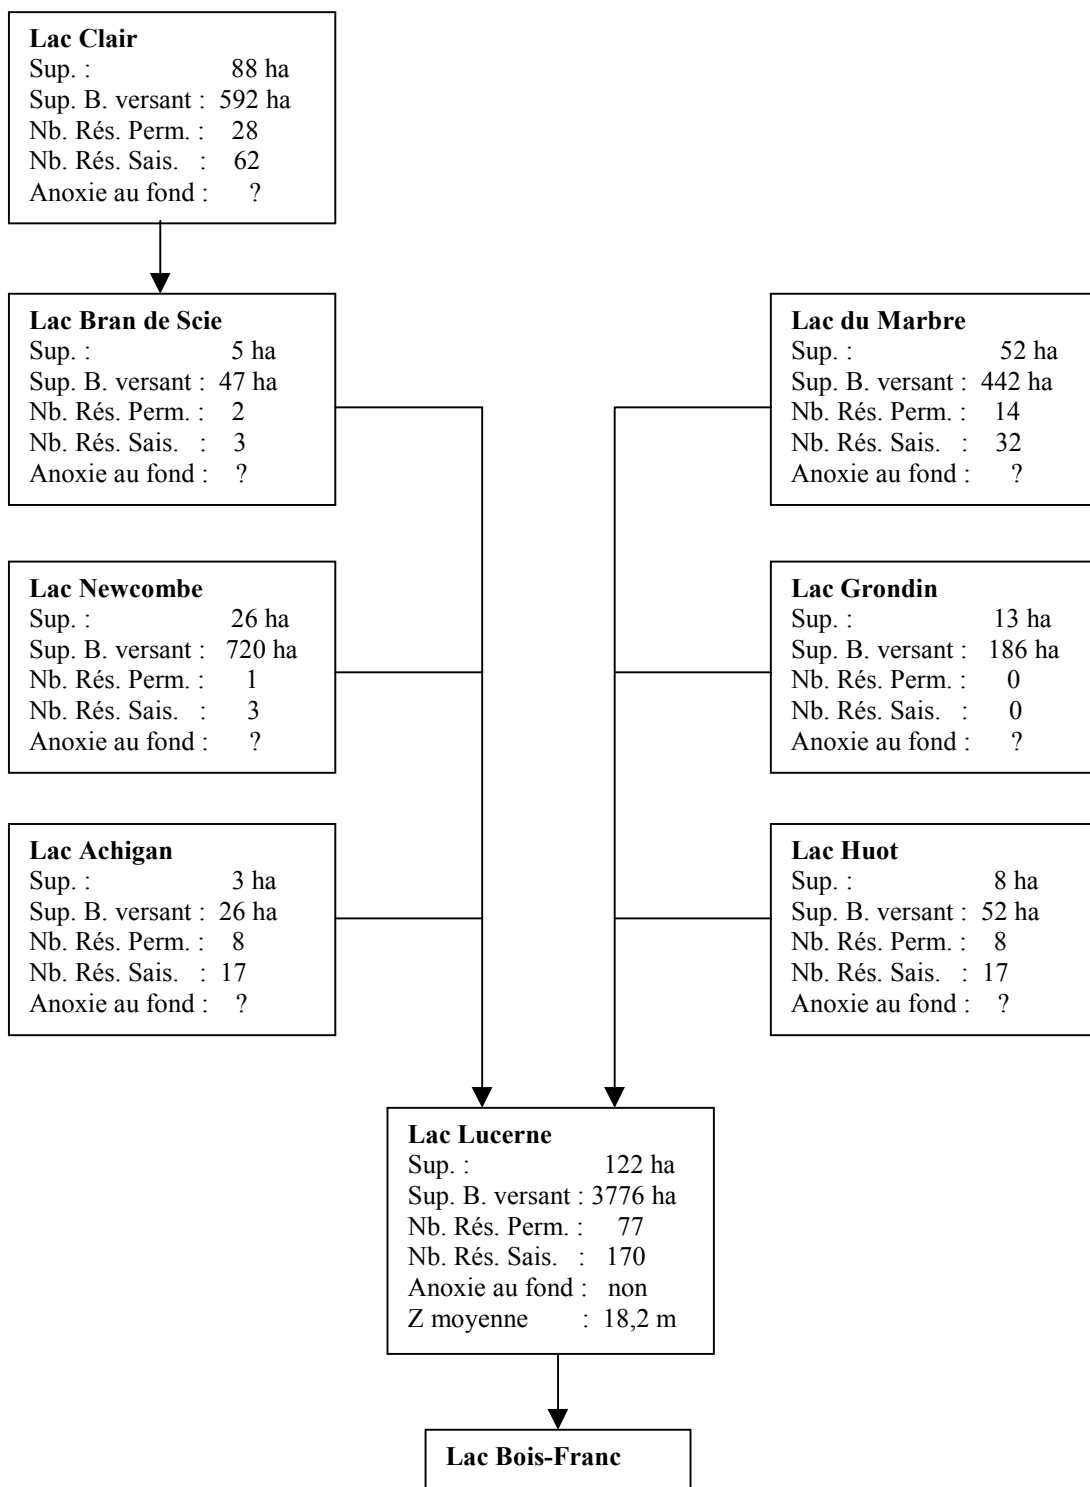 Lac Clair
Sup. : 88 ha
Sup. B. versant : 592 ha
Nb. Rés. Perm. : 28
Nb. Rés. Sais. : 62
Anoxie au fond : ?
Lac Bran de Scie
Sup. : 5 ha
Sup. B. versant : 47 ha
Nb. Rés. Perm. : 2
Nb. Rés. Sais. : 3
Anoxie au fond : ?
Lac du Marbre
Sup. : 52 ha
Sup. B. versant : 442 ha
Nb. Rés. Perm. : 14
Nb. Rés. Sais. : 32
Anoxie au fond : ?
Lac Newcombe
Sup. : 26 ha
Sup. B. versant : 720 ha
Nb. Rés. Perm. : 1
Nb. Rés. Sais. : 3
Anoxie au fond : ?
Lac Grondin
Sup. : 13 ha
Sup. B. versant : 186 ha
Nb. Rés. Perm. : 0
Nb. Rés. Sais. : 0
Anoxie au fond : ?
Lac Achigan
Sup. : 3 ha
Sup. B. versant : 26 ha
Nb. Rés. Perm. : 8
Nb. Rés. Sais. : 17
Anoxie au fond : ?
Lac Huot
Sup. : 8 ha
Sup. B. versant : 52 ha
Nb. Rés. Perm. : 8
Nb. Rés. Sais. : 17
Anoxie au fond : ?
Lac Lucerne
Sup. : 122 ha
Sup. B. versant : 3776 ha
Nb. Rés. Perm. : 77
Nb. Rés. Sais. : 170
Anoxie au fond : non
Z moyenne : 18,2 m
Lac Bois-Franc